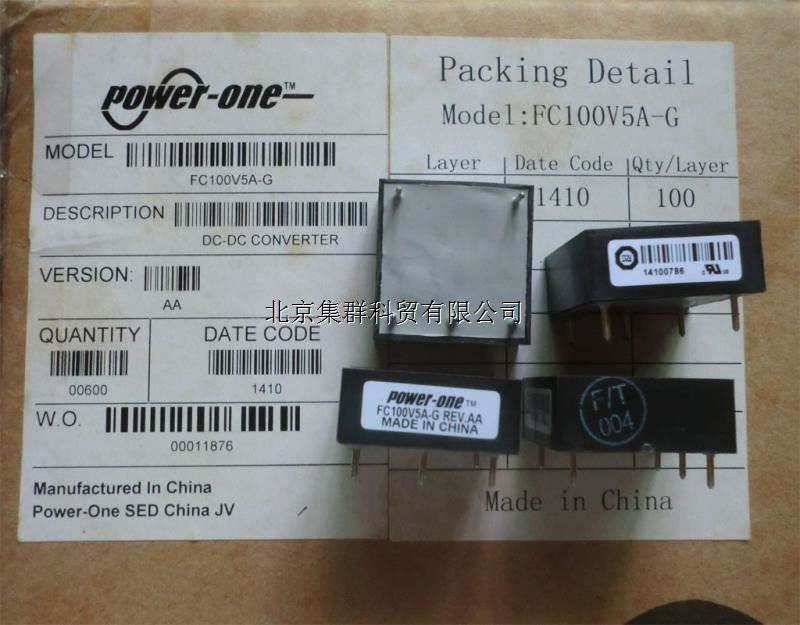 power-one™
MODEL
FC100V5A-G
DESCRIPTION
DC-DC CONVERTER
VERSION:
AA
QUANTITY
00600
DATE CODE
1410
W.O.
00011876
Manufactured In China
Power-One SED China JV
Packing Detail
Model:FC100V5A-G
Layer Date Code Qty/Layer
1410 100
Made in China
14100786
power-one™
FC100V5A-G REV.AA
MADE IN CHINA
F/T
004
北京集群科贸有限公司